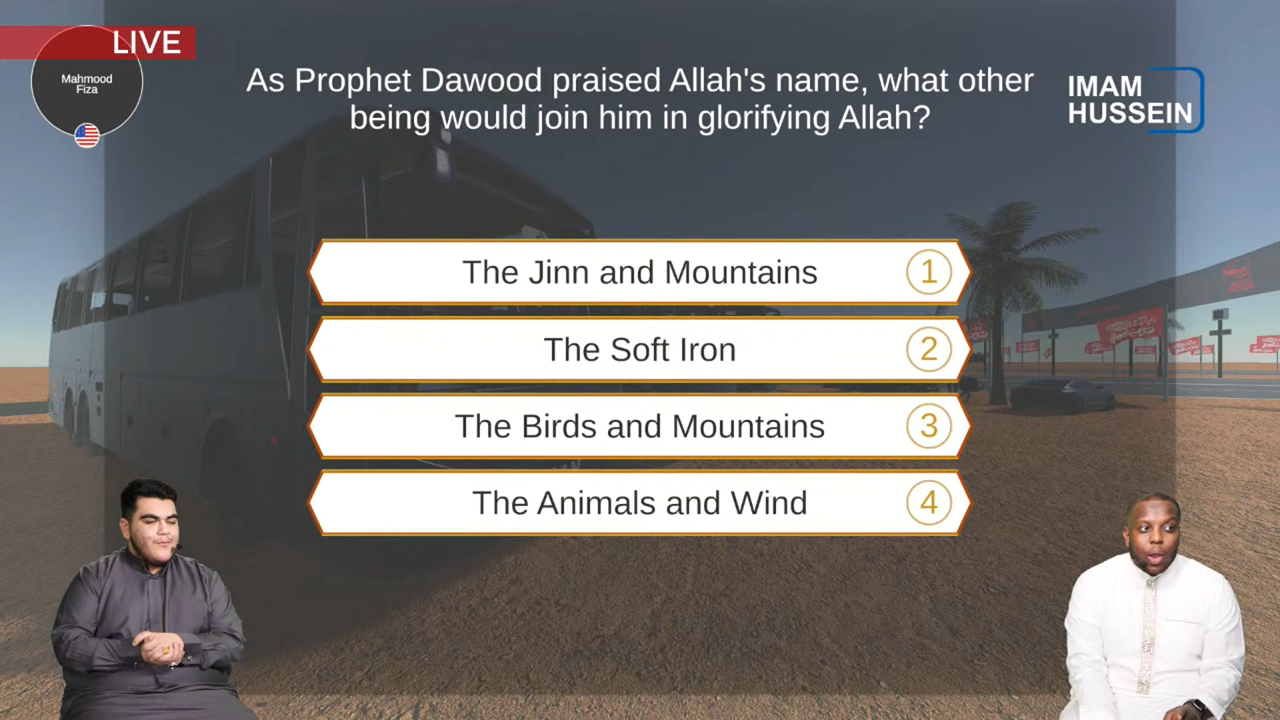 LIVE
Mahmood
Fiza
As Prophet Dawood praised Allah's name, what other
being would join him in glorifying Allah?
IMAM
HUSSEIN
The Jinn and Mountains 1
The Soft Iron 2
The Birds and Mountains 3
The Animals and Wind 4